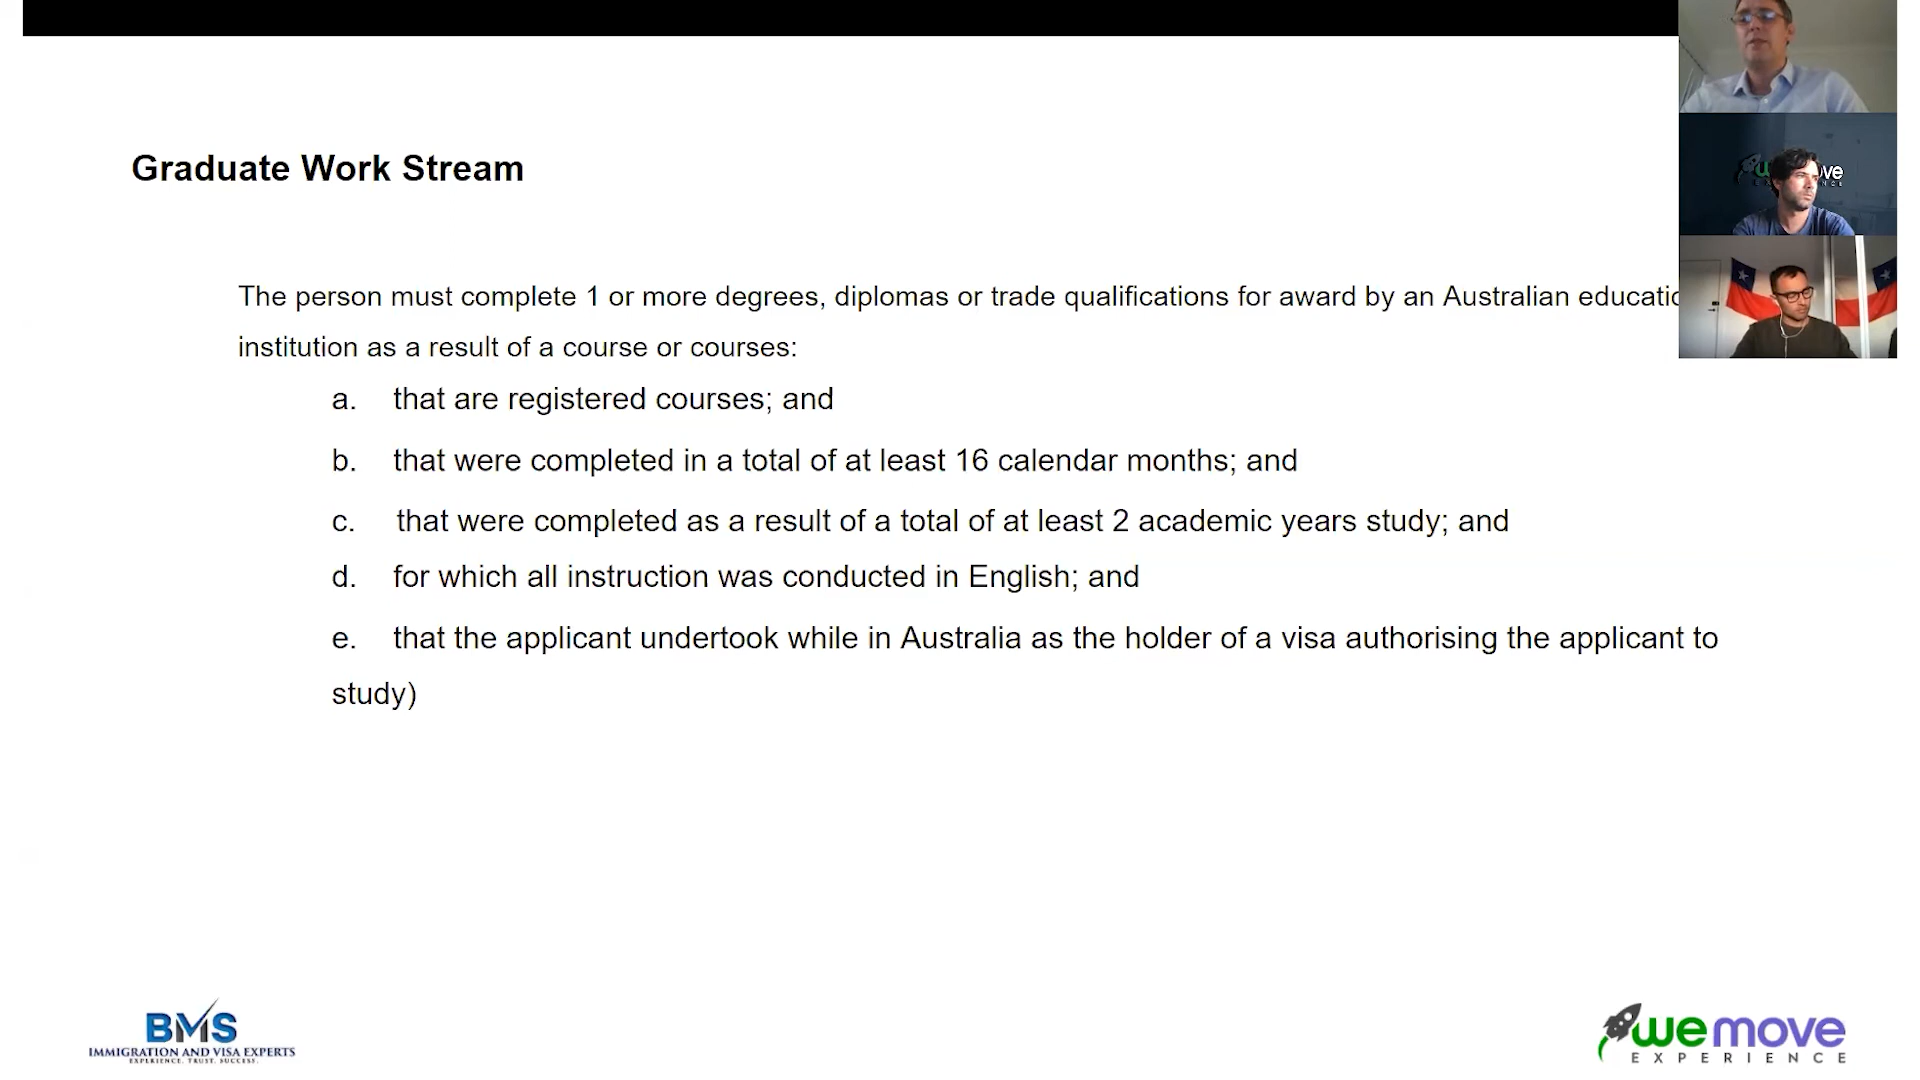 Graduate Work Stream
The person must complete 1 or more degrees, diplomas or trade qualifications for award by an Australian educatio
institution as a result of a course or courses:
a. that are registered courses; and
b. that were completed in a total of at least 16 calendar months; and
c. that were completed as a result of a total of at least 2 academic years study; and
d. for which all instruction was conducted in English; and
e. that the applicant undertook while in Australia as the holder of a visa authorising the applicant to
study)
BMS
IMMIGRATION AND VISA EXPERTS
EXPERIENCE. TRUST. SUCCESS.
wemove
EXPERIENCE